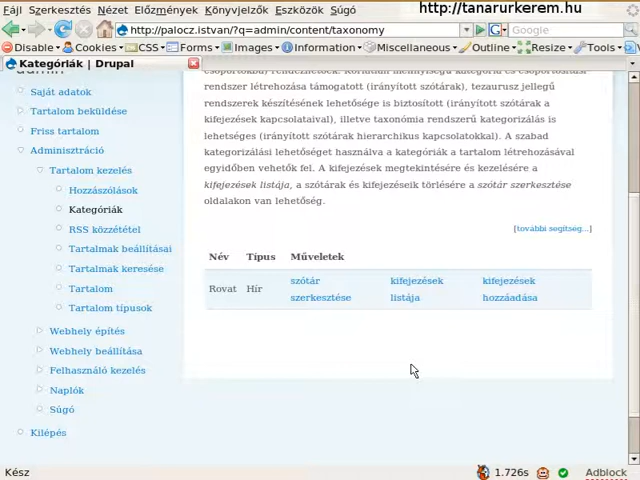 Fájl Szerkesztés Nézet Előzmények Könyvjelzők Eszközök Súgó http://tanarurkerem.hu
http://palocz.istvan/?q=admin/content/taxonomy Google
Disable Cookies CSS Forms Images Information Miscellaneous Outline Resize Tools
Kategóriák | Drupal
Saját adatok
Tartalom beküldése
Friss tartalom
Adminisztráció
Tartalom kezelés
Hozzászólások
Kategóriák
RSS közzététel
Tartalmak beállításai
Tartalmak keresése
Tartalom
Tartalom típusok
Webhely építés
Webhely beállítása
Felhasználó kezelés
Naplók
Súgó
Kilépés
rendszer létrehozása támogatott (irányított szótárak), tezaurusz jellegű
rendszerek készítésének lehetősége is biztosított (irányított szótárak a
kifejezések kapcsolataival), illetve taxonómia rendszerű kategorizálás is
lehetséges (irányított szótárak hierarchikus kapcsolatokkal). A szabad
kategorizálási lehetőséget használva a kategóriák a tartalom létrehozásával
egyidőben vehetők fel. A kifejezések megtekintésére és kezelésére a
kifejezések listája, a szótárak és kifejezéseik törlésére a szótár szerkesztése
oldalakon van lehetőség.
[további segítség...]
Név Típus Műveletek
Rovat Hír szótár szerkesztése kifejezések listája kifejezések hozzáadása
Kész 1.726s Adblock